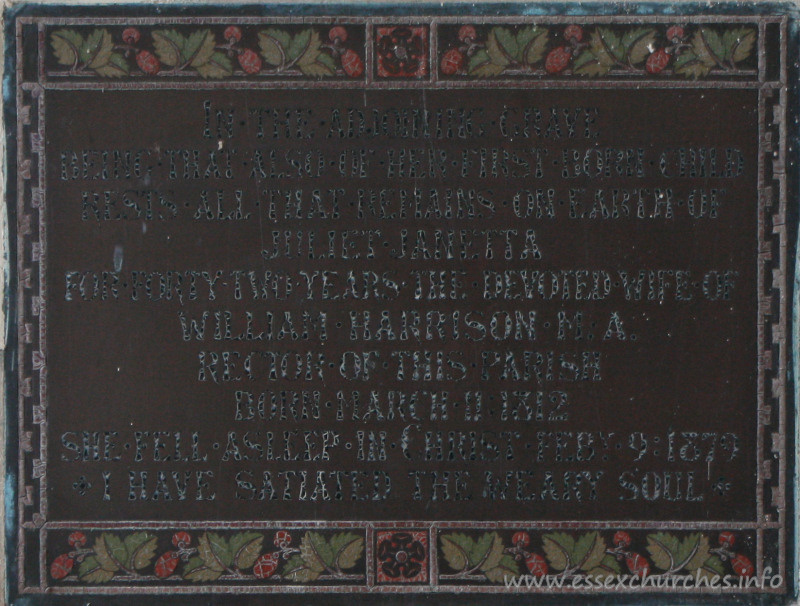 IN · THE · ADJOINING · GRAVE
BEING · THAT · ALSO · OF · HER · FIRST · BORN · CHILD
RESTS · ALL · THAT · REMAINS · ON · EARTH · OF
JULIET · JANETTA
FOR · FORTY · TWO · YEARS · THE · DEVOTED · WIFE · OF
WILLIAM · HARRISON · M. A.
RECTOR · OF · THIS · PARISH
BORN · MARCH · 11 · 1812
SHE · FELL · ASLEEP · IN · CHRIST · FEBY · 9 : 1879
I HAVE SATIATED THE WEARY SOUL
www.essexchurches.info